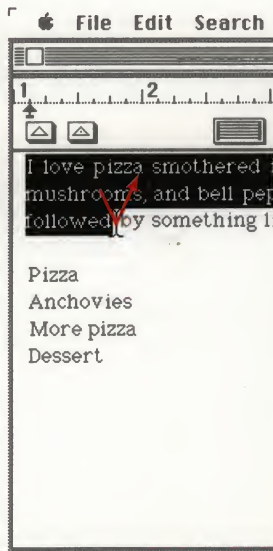 File Edit Search
1 2
I love pizza smothered
mushrooms, and bell pep
followed by something li
Pizza
Anchovies
More pizza
Dessert